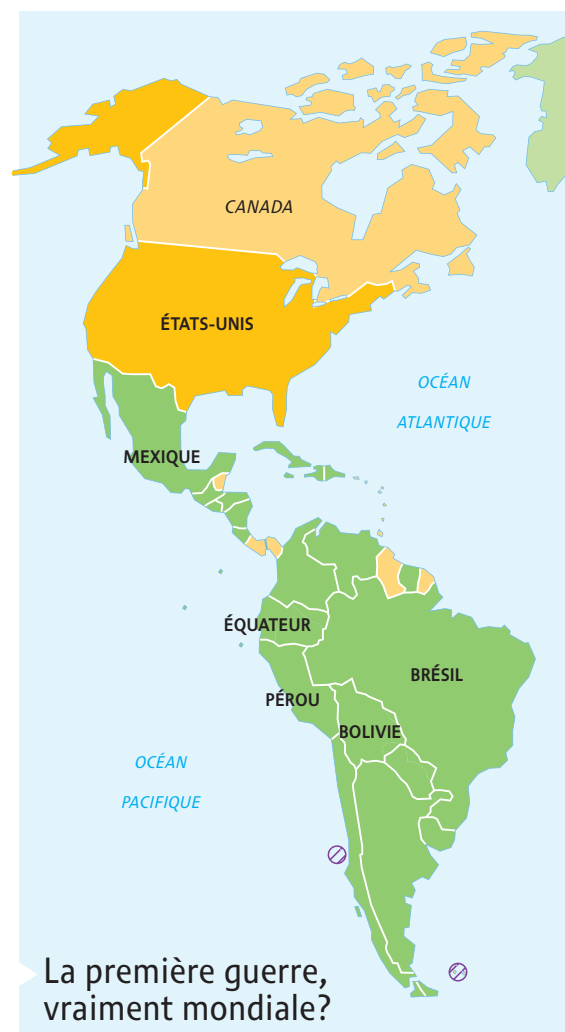 CANADA
ÉTATS-UNIS
OCÉAN
ATLANTIQUE
MEXIQUE
ÉQUATEUR
BRÉSIL
PÉROU
BOLIVIE
OCÉAN
PACIFIQUE
La première guerre,
vraiment mondiale?